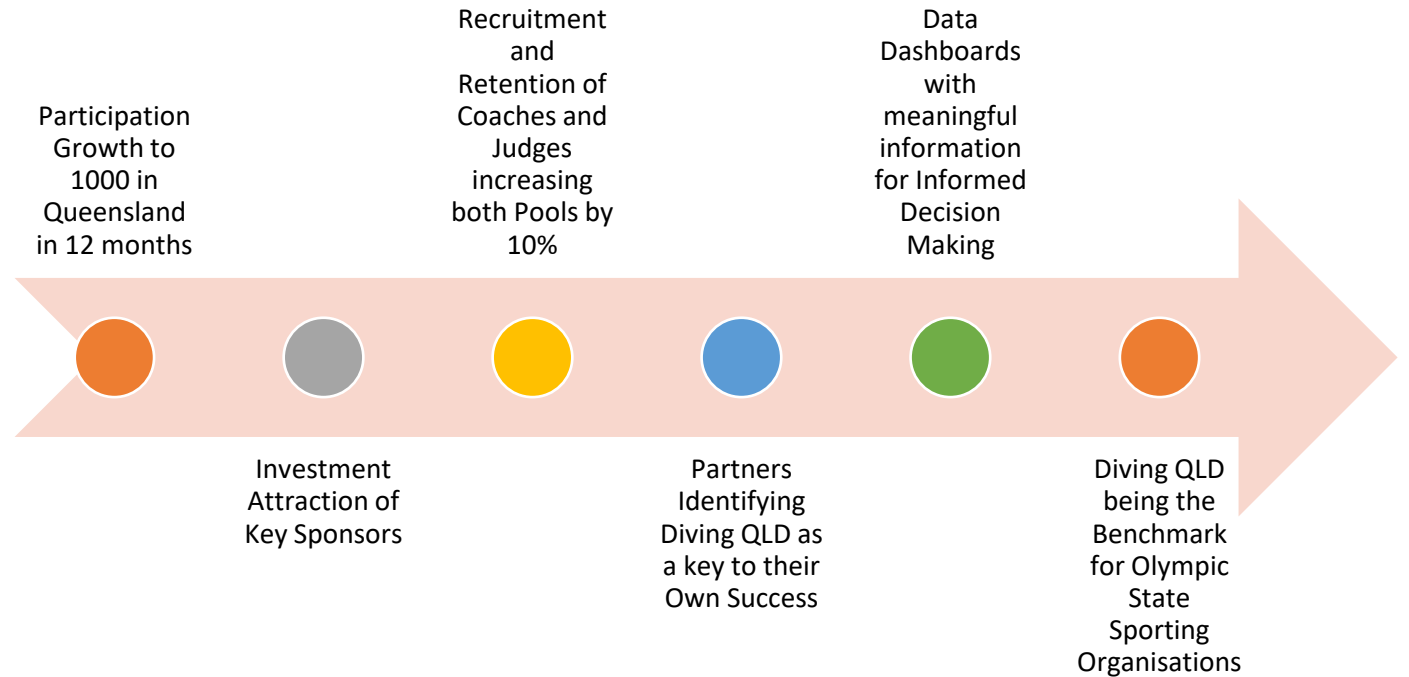 Participation
Growth to
1000 in
Queensland
in 12 months
Investment
Attraction of
Key Sponsors
Recruitment
and
Retention of
Coaches and
Judges
increasing
both Pools by
10%
Partners
Identifying
Diving QLD as
a key to their
Own Success
Data
Dashboards
with
meaningful
information
for Informed
Decision
Making
Diving QLD
being the
Benchmark
for Olympic
State
Sporting
Organisations